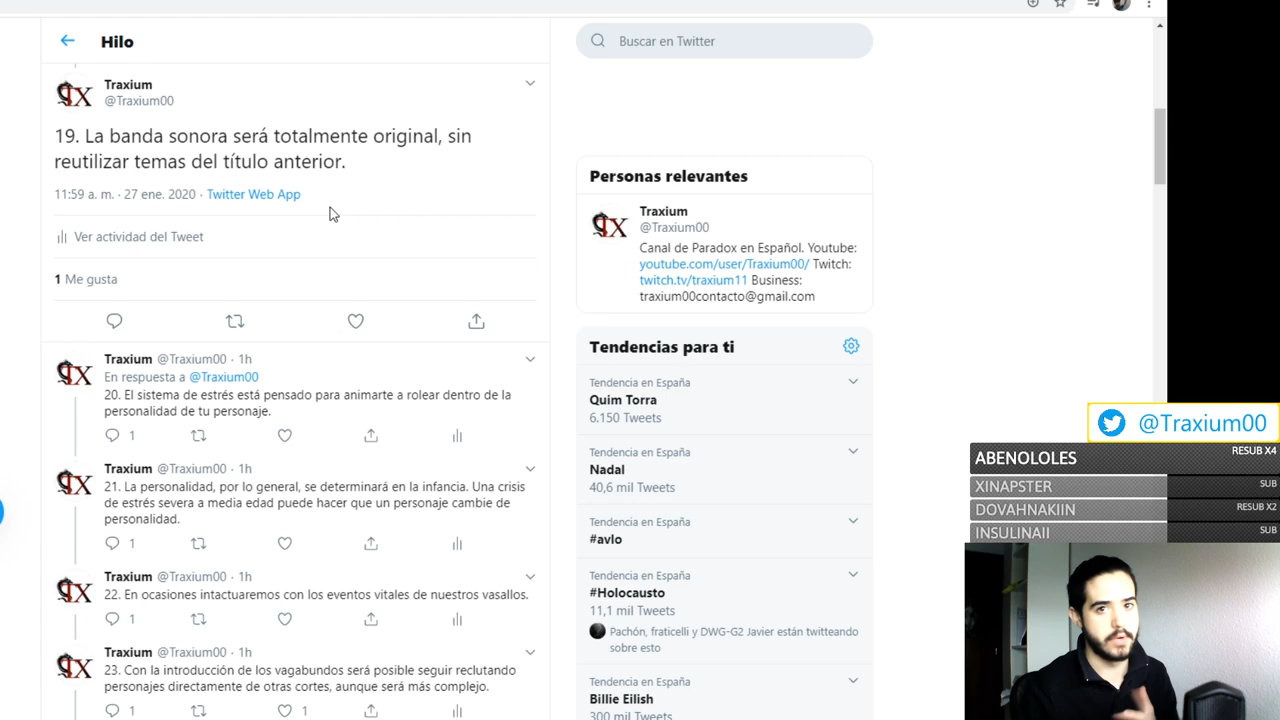 Hilo
Buscar en Twitter
Traxium
@Traxium00
19. La banda sonora será totalmente original, sin
reutilizar temas del título anterior.
11:59 a. m. · 27 ene. 2020 · Twitter Web App
Ver actividad del Tweet
1 Me gusta
Traxium @Traxium00 · 1h
En respuesta a @Traxium00
20. El sistema de estrés está pensado para animarte a rolear dentro de la
personalidad de tu personaje.
1
Traxium @Traxium00 · 1h
21. La personalidad, por lo general, se determinará en la infancia. Una crisis
de estrés severa a media edad puede hacer que un personaje cambie de
personalidad.
1
Traxium @Traxium00 · 1h
22. En ocasiones intactuaremos con los eventos vitales de nuestros vasallos.
1
Traxium @Traxium00 · 1h
23. Con la introducción de los vagabundos será posible seguir reclutando
personajes directamente de otras cortes, aunque será más complejo.
1 1
Personas relevantes
Traxium
@Traxium00
Canal de Paradox en Español. Youtube:
youtube.com/user/Traxium00/ Twitch:
twitch.tv/traxium11 Business:
traxium00contacto@gmail.com
Tendencias para ti
Tendencia en España
Quim Torra
6.150 Tweets
Tendencia en España
Nadal
40,6 mil Tweets
Tendencia en España
#avlo
Tendencia en España
#Holocausto
11,1 mil Tweets
Pachón, fraticelli y DWG-G2 Javier están twitteando
sobre esto
Tendencia en España
Billie Eilish
300 mil Tweets
@Traxium00
ABENOLOLES RESUB X4
XINAPSTER SUB
DOVAHNAKIIN RESUB X2
INSULINAII SUB